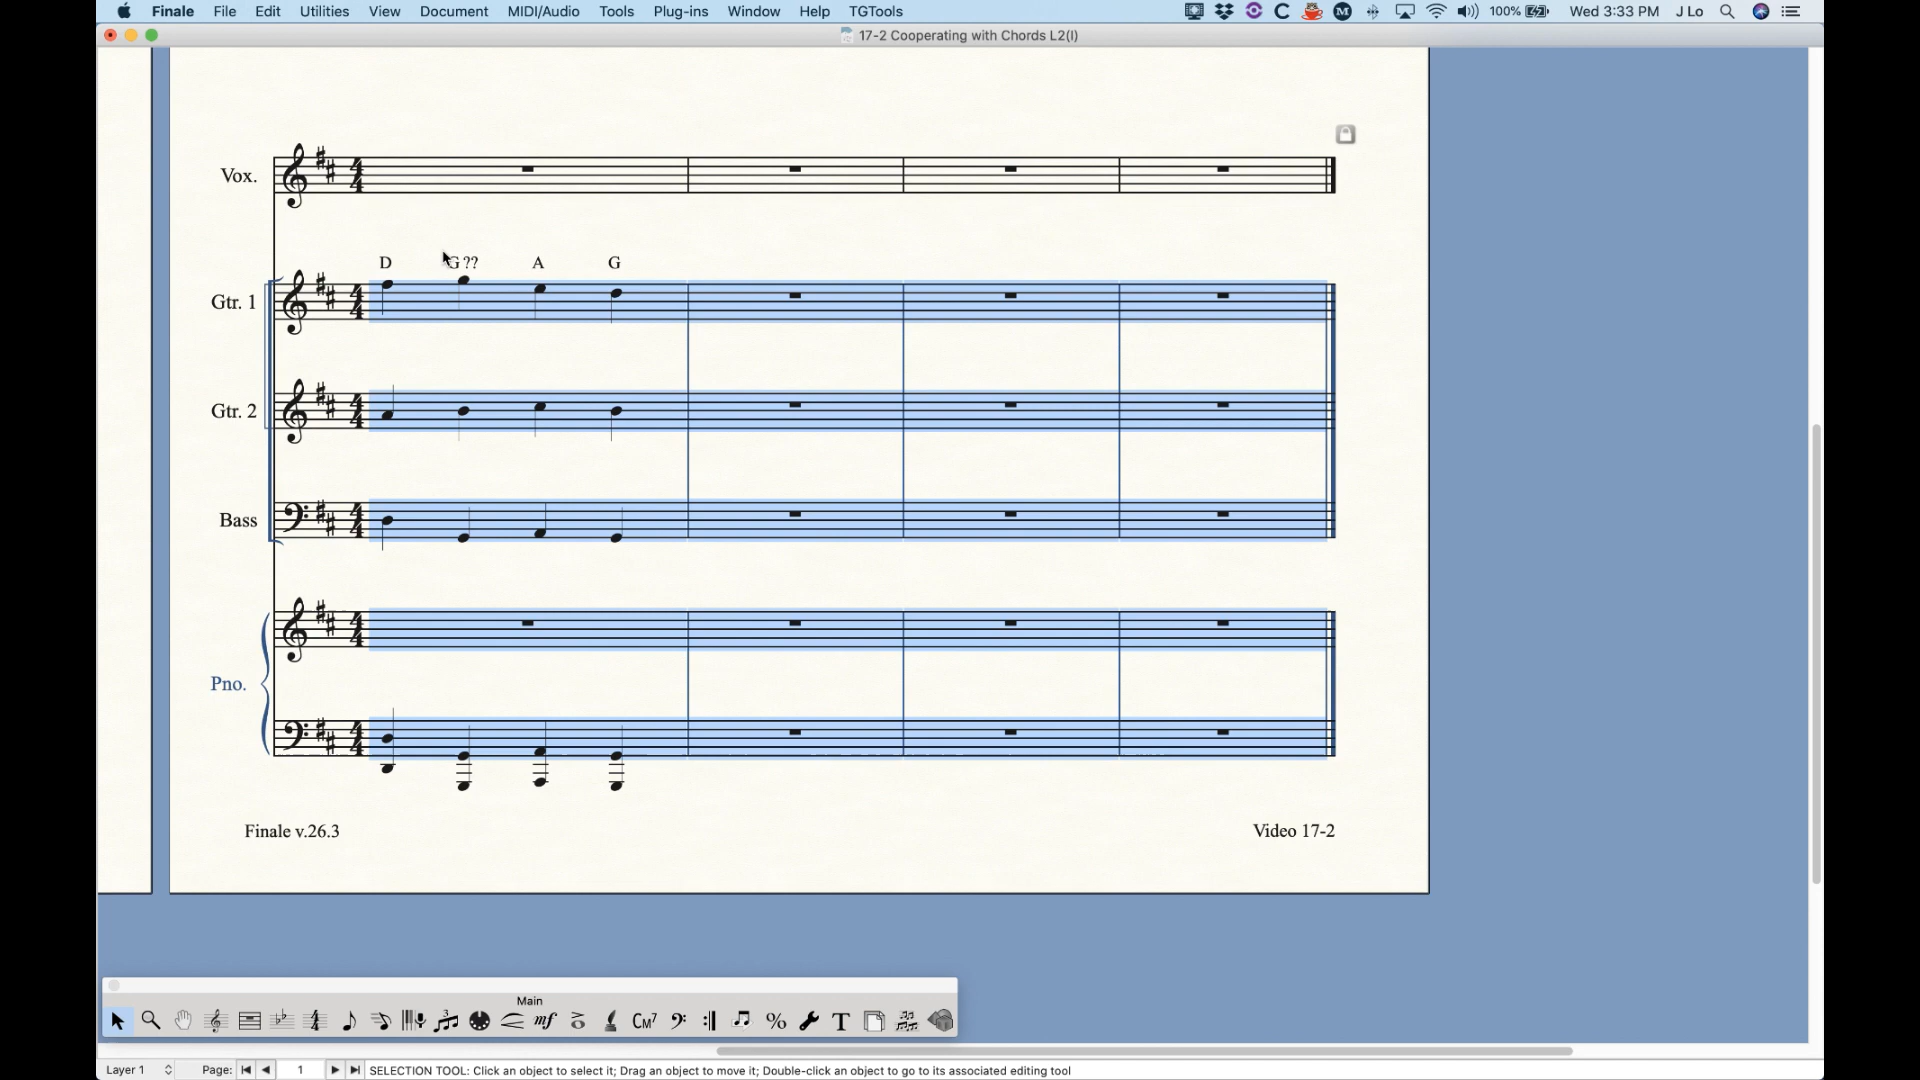 Finale File Edit Utilities View Document MIDI/Audio Tools Plug-ins Window Help TGTools 100% Wed 3:33 PM J Lo
17-2 Cooperating with Chords L2(I)
Vox.
D G ?? A G
Gtr. 1
Gtr. 2
Bass
Pno.
Finale v.26.3 Video 17-2
Main
Layer 1 Page: 1 SELECTION TOOL: Click an object to select it; Drag an object to move it; Double-click an object to go to its associated editing tool